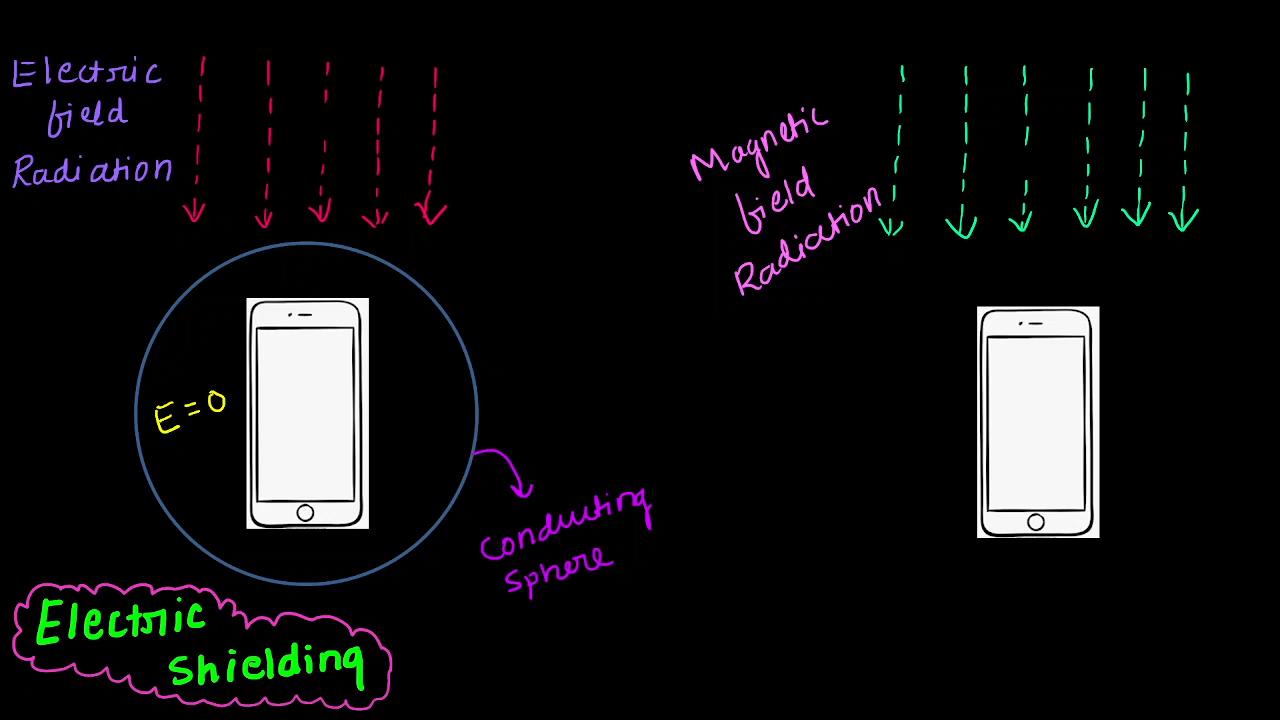 Electric
field
Radiation
Magnetic
field
Radiation
E=0
Conducting
Sphere
Electric
Shielding